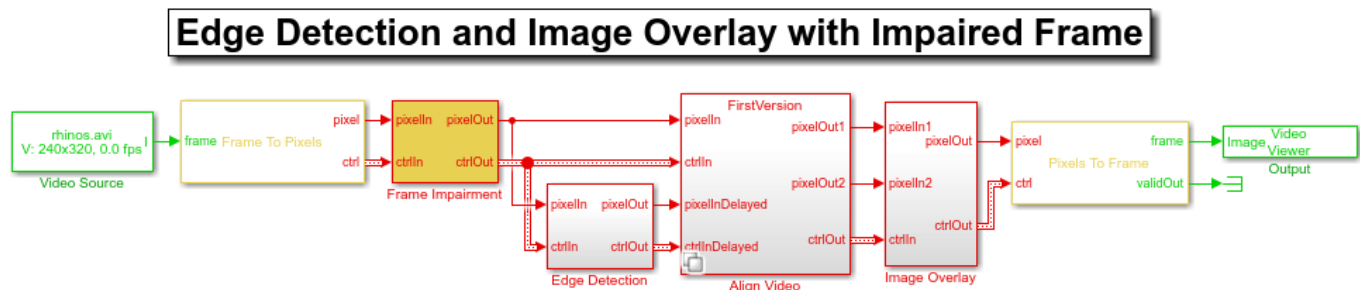 Edge Detection and Image Overlay with Impaired Frame
rhinos.avi
V: 240x320, 0.0 fps
I
Video Source
frame
Frame To Pixels
pixel
ctrl
pixelIn
pixelOut
ctrlIn
ctrlOut
Frame Impairment
pixelIn
pixelOut
ctrlIn
ctrlOut
Edge Detection
FirstVersion
pixelIn
pixelOut1
ctrlIn
pixelOut2
pixelInDelayed
ctrlOut
ctrlInDelayed
Align Video
pixelIn1
pixelOut
pixelIn2
ctrlOut
ctrlIn
Image Overlay
pixel
frame
Pixels To Frame
ctrl
validOut
Image
Video
Viewer
Output